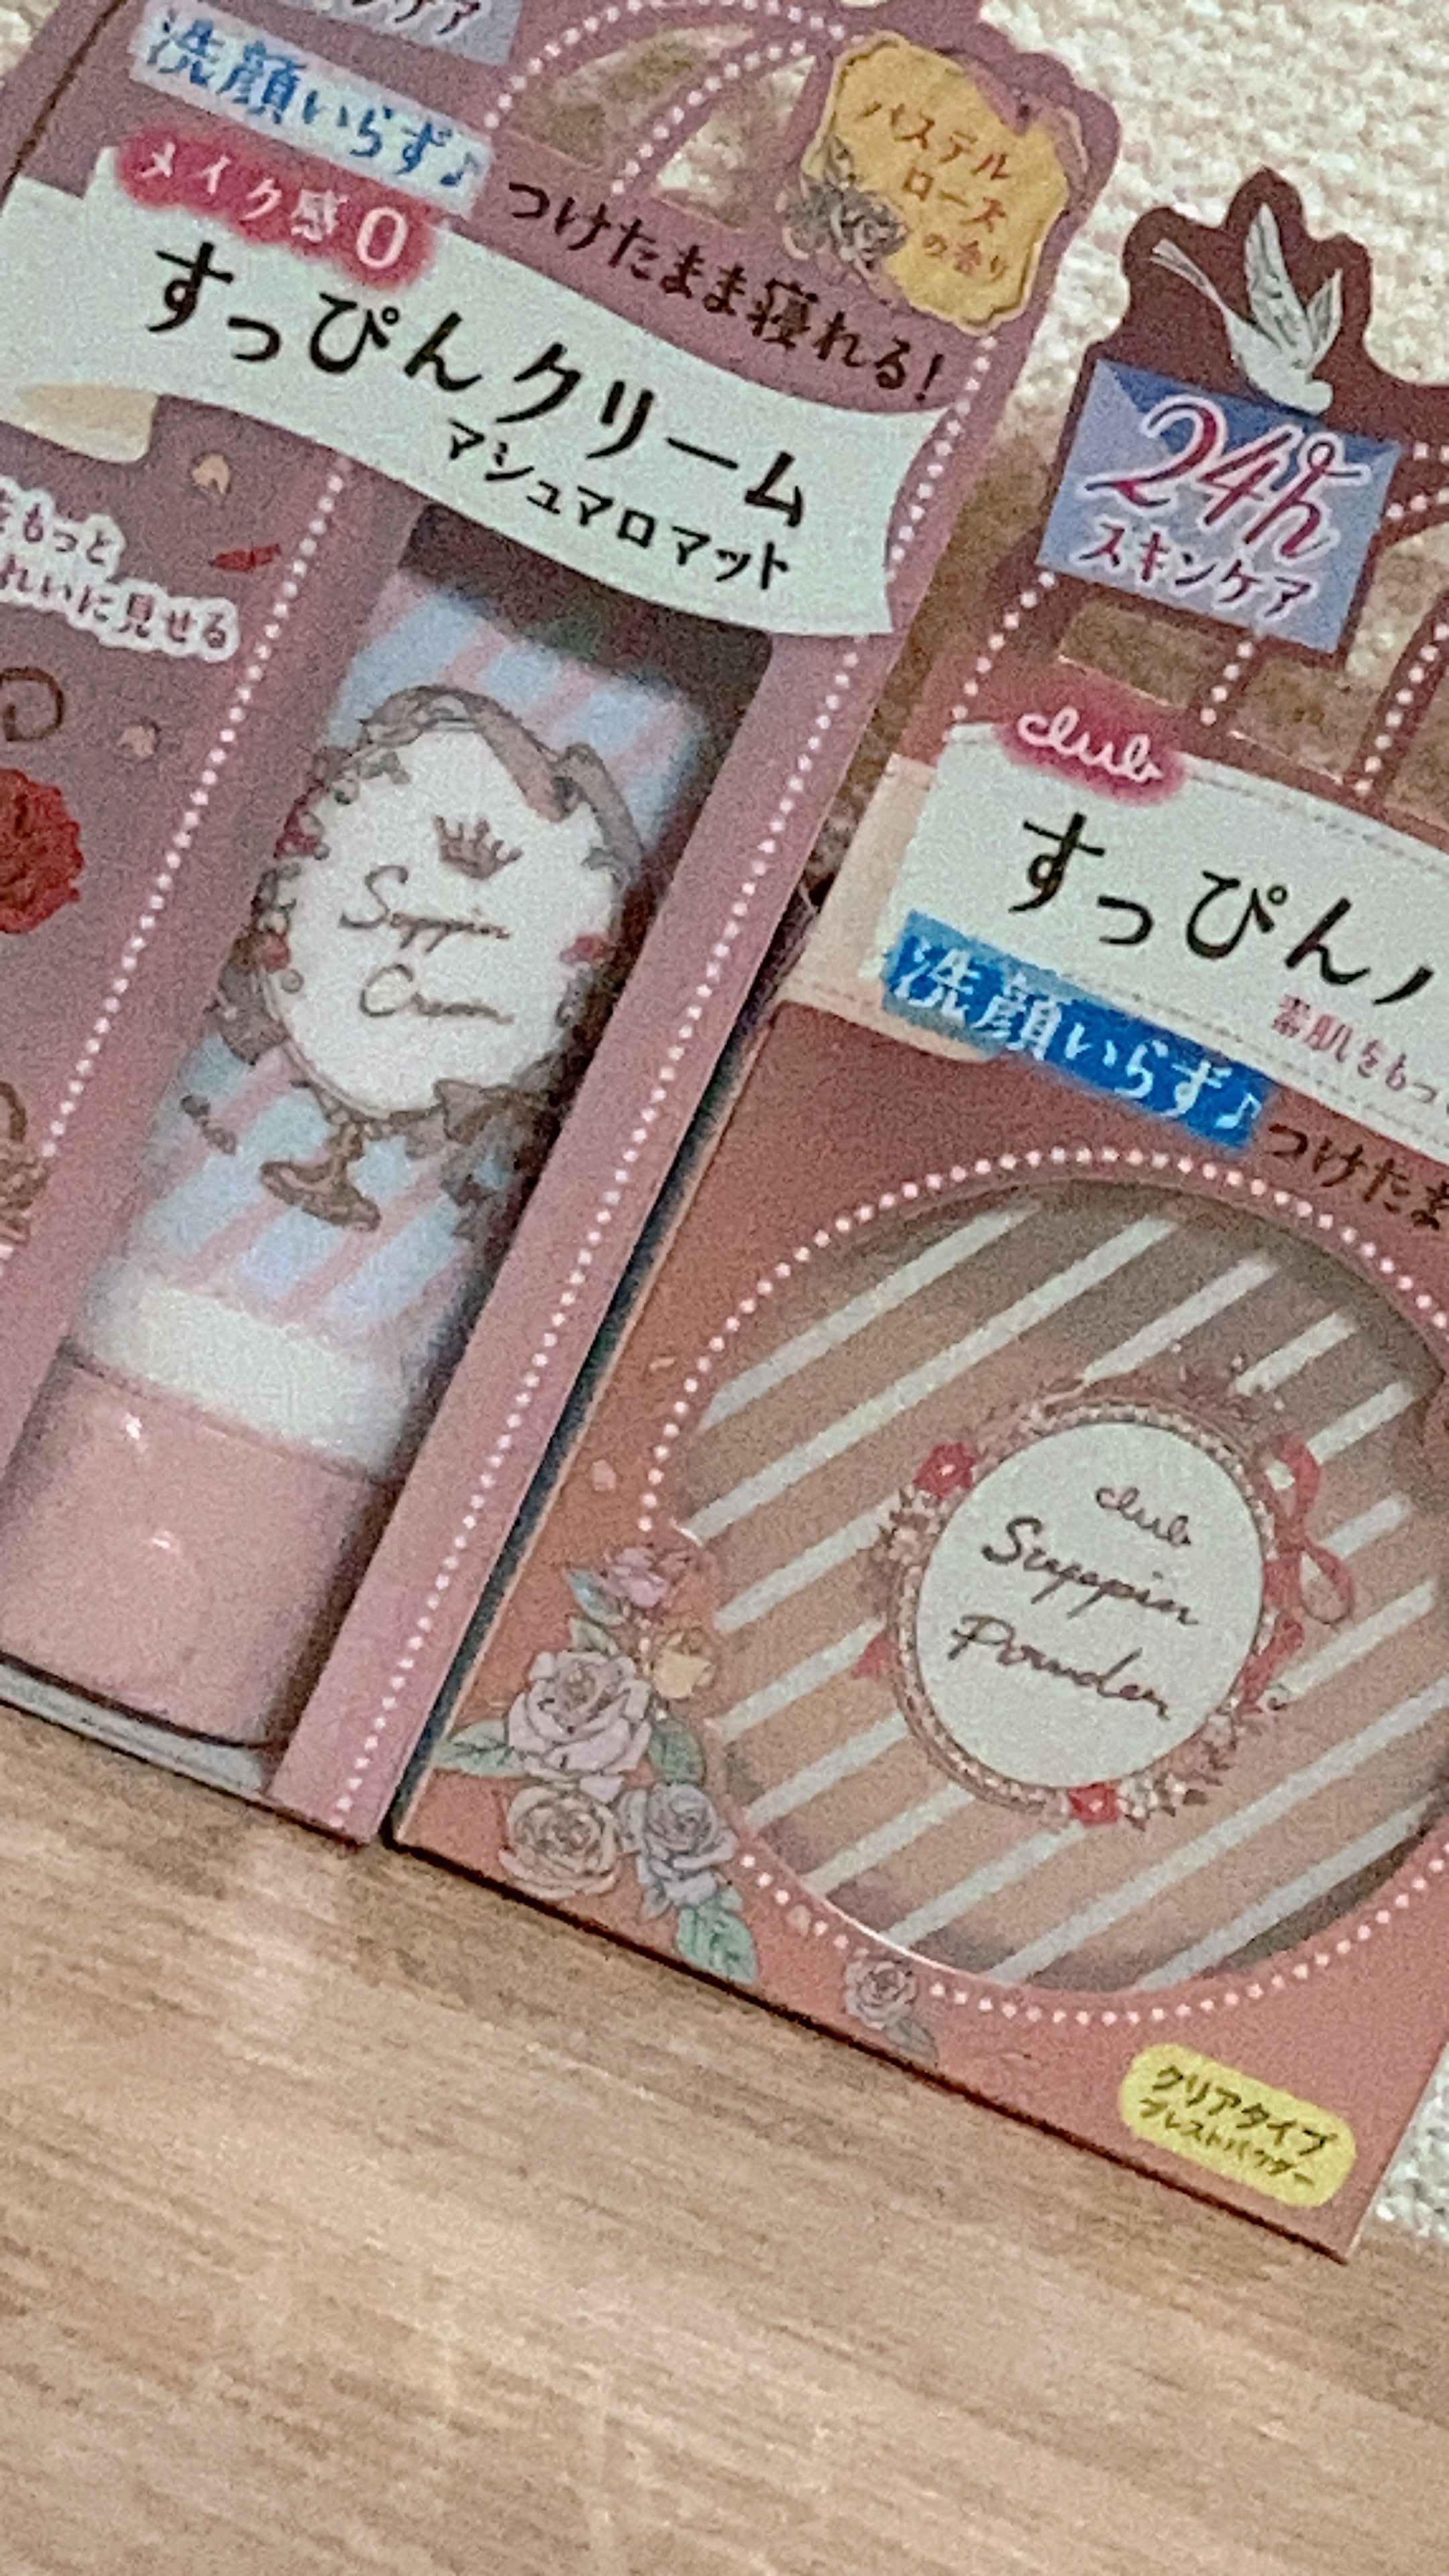 ンケア
洗顔いらず♪
つけたまま寝れる!
パステル
ローズ
の香り
メイク感0
すっぴんクリーム
マシュマロマット
をもっと
れいに見せる
Suppin
Cream
24h
スキンケア
club
すっぴん
素肌をもっ
洗顔いらず♪
つけたま
club
Suppin
Powder
クリアタイプ
プレストパウダー